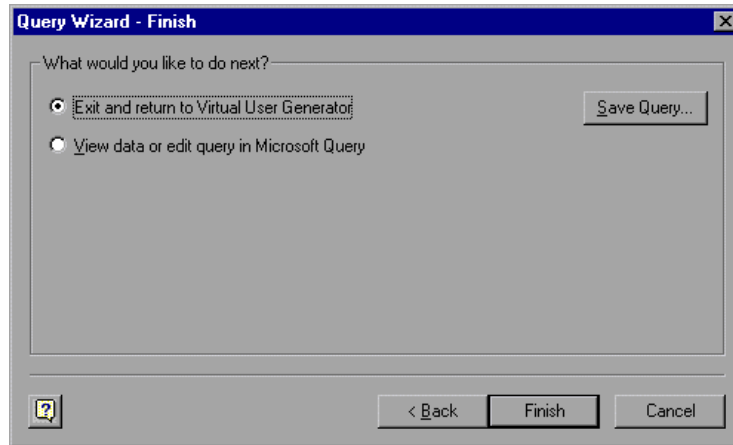 Query Wizard - Finish
What would you like to do next?
Exit and return to Virtual User Generator
Save Query...
View data or edit query in Microsoft Query
?
< Back
Finish
Cancel